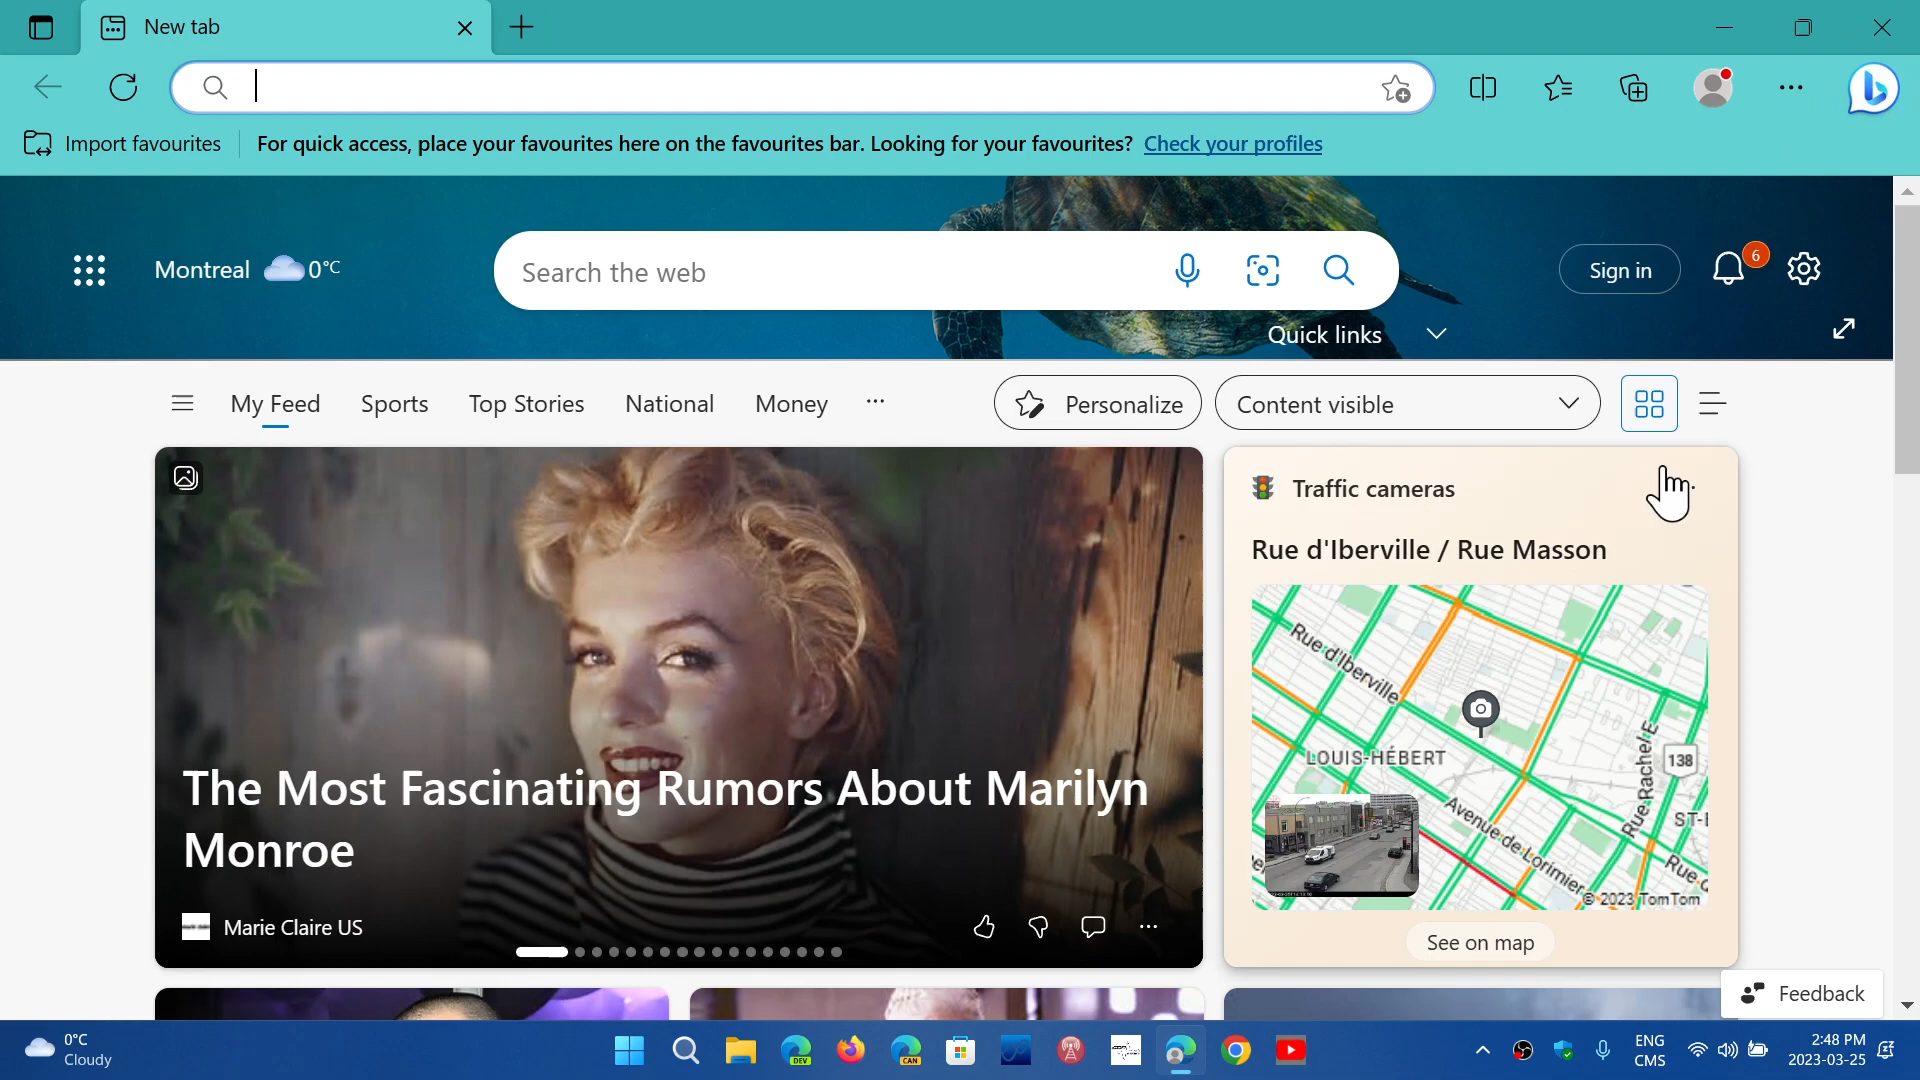 New tab
Import favourites
For quick access, place your favourites here on the favourites bar. Looking for your favourites? Check your profiles
Montreal 0°C
Search the web
Sign in
6
Quick links
My Feed Sports Top Stories National Money
Personalize
Content visible
Traffic cameras
Rue d'Iberville / Rue Masson
Rue d'Iberville
LOUIS-HÉBERT
138
Rue Rachel E
Avenue de Lorimier
© 2023 TomTom
See on map
The Most Fascinating Rumors About Marilyn
Monroe
Marie Claire US
Feedback
0°C
Cloudy
DEV
CAN
ENG
CMS
2:48 PM
2023-03-25